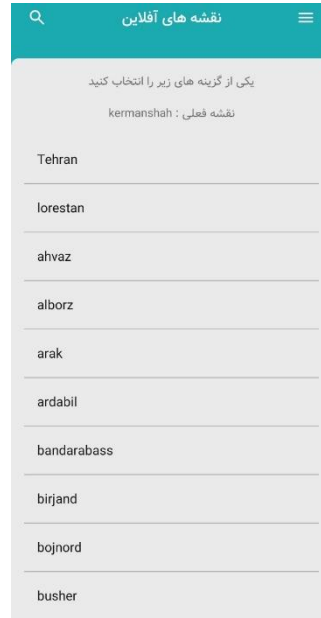 نقشه های آفلاین
یکی از گزینه های زیر را انتخاب کنید
نقشه فعلی : kermanshah
Tehran
lorestan
ahvaz
alborz
arak
ardabil
bandarabass
birjand
bojnord
busher